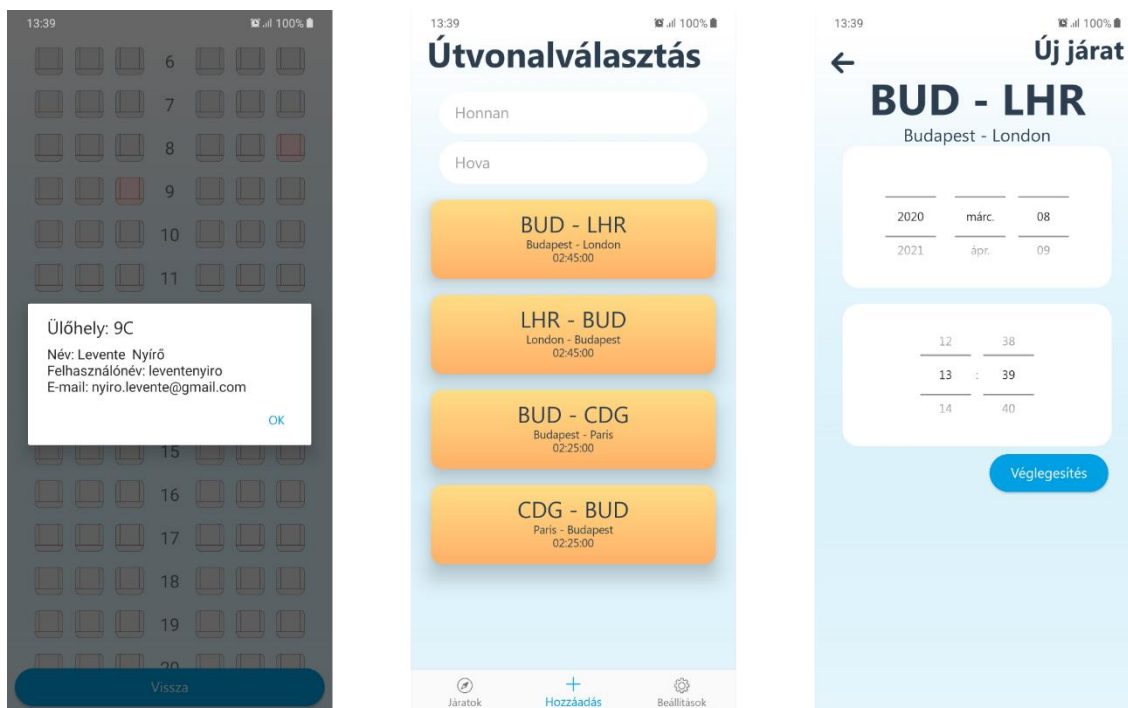 13:39
100%
6
7
8
9
10
11
Ülőhely: 9C
Név: Levente Nyírő
Felhasználónév: leventenyiro
E-mail: nyiro.levente@gmail.com
OK
15
16
17
18
19
20
Vissza
13:39
100%
Útvonalválasztás
Honnan
Hova
BUD - LHR
Budapest - London
02:45:00
LHR - BUD
London - Budapest
02:45:00
BUD - CDG
Budapest - Paris
02:25:00
CDG - BUD
Paris - Budapest
02:25:00
Járatok
Hozzáadás
Beállítások
13:39
100%
Új járat
BUD - LHR
Budapest - London
2020 márc. 08
2021 ápr. 09
12 38
13 : 39
14 40
Véglegesítés